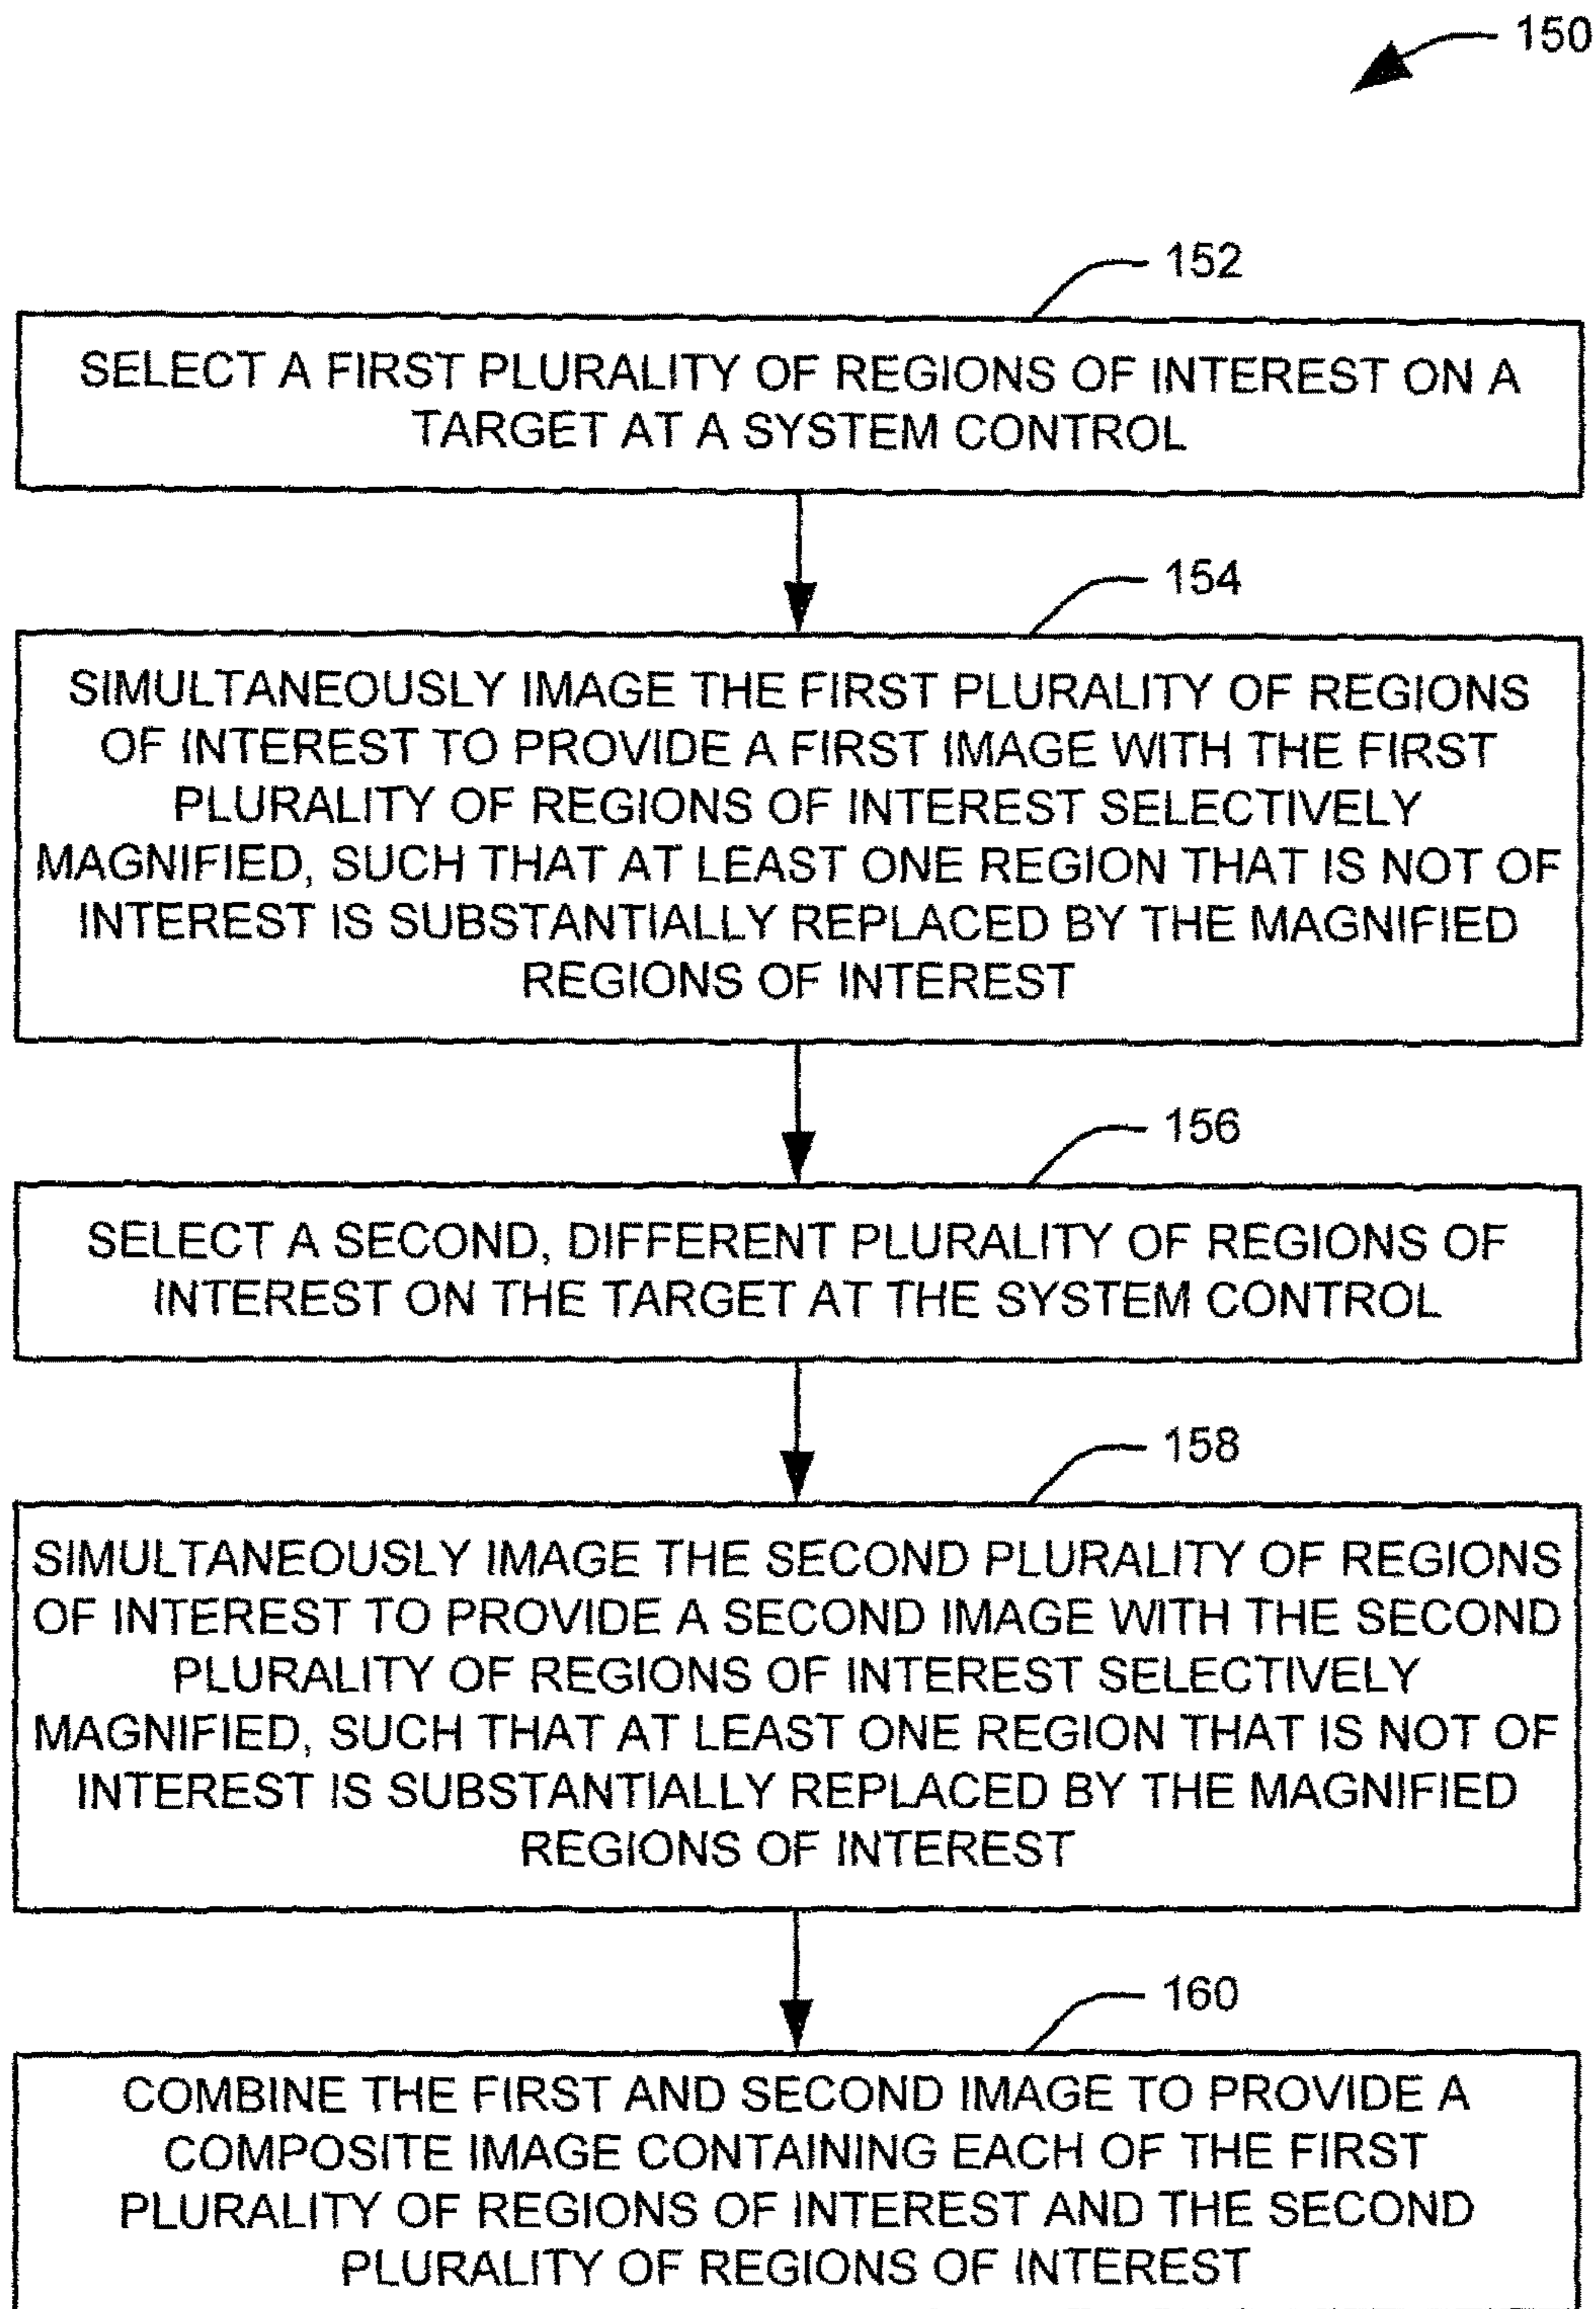 150
152
SELECT A FIRST PLURALITY OF REGIONS OF INTEREST ON A
TARGET AT A SYSTEM CONTROL
154
SIMULTANEOUSLY IMAGE THE FIRST PLURALITY OF REGIONS
OF INTEREST TO PROVIDE A FIRST IMAGE WITH THE FIRST
PLURALITY OF REGIONS OF INTEREST SELECTIVELY
MAGNIFIED, SUCH THAT AT LEAST ONE REGION THAT IS NOT OF
INTEREST IS SUBSTANTIALLY REPLACED BY THE MAGNIFIED
REGIONS OF INTEREST
156
SELECT A SECOND, DIFFERENT PLURALITY OF REGIONS OF
INTEREST ON THE TARGET AT THE SYSTEM CONTROL
158
SIMULTANEOUSLY IMAGE THE SECOND PLURALITY OF REGIONS
OF INTEREST TO PROVIDE A SECOND IMAGE WITH THE SECOND
PLURALITY OF REGIONS OF INTEREST SELECTIVELY
MAGNIFIED, SUCH THAT AT LEAST ONE REGION THAT IS NOT OF
INTEREST IS SUBSTANTIALLY REPLACED BY THE MAGNIFIED
REGIONS OF INTEREST
160
COMBINE THE FIRST AND SECOND IMAGE TO PROVIDE A
COMPOSITE IMAGE CONTAINING EACH OF THE FIRST
PLURALITY OF REGIONS OF INTEREST AND THE SECOND
PLURALITY OF REGIONS OF INTEREST